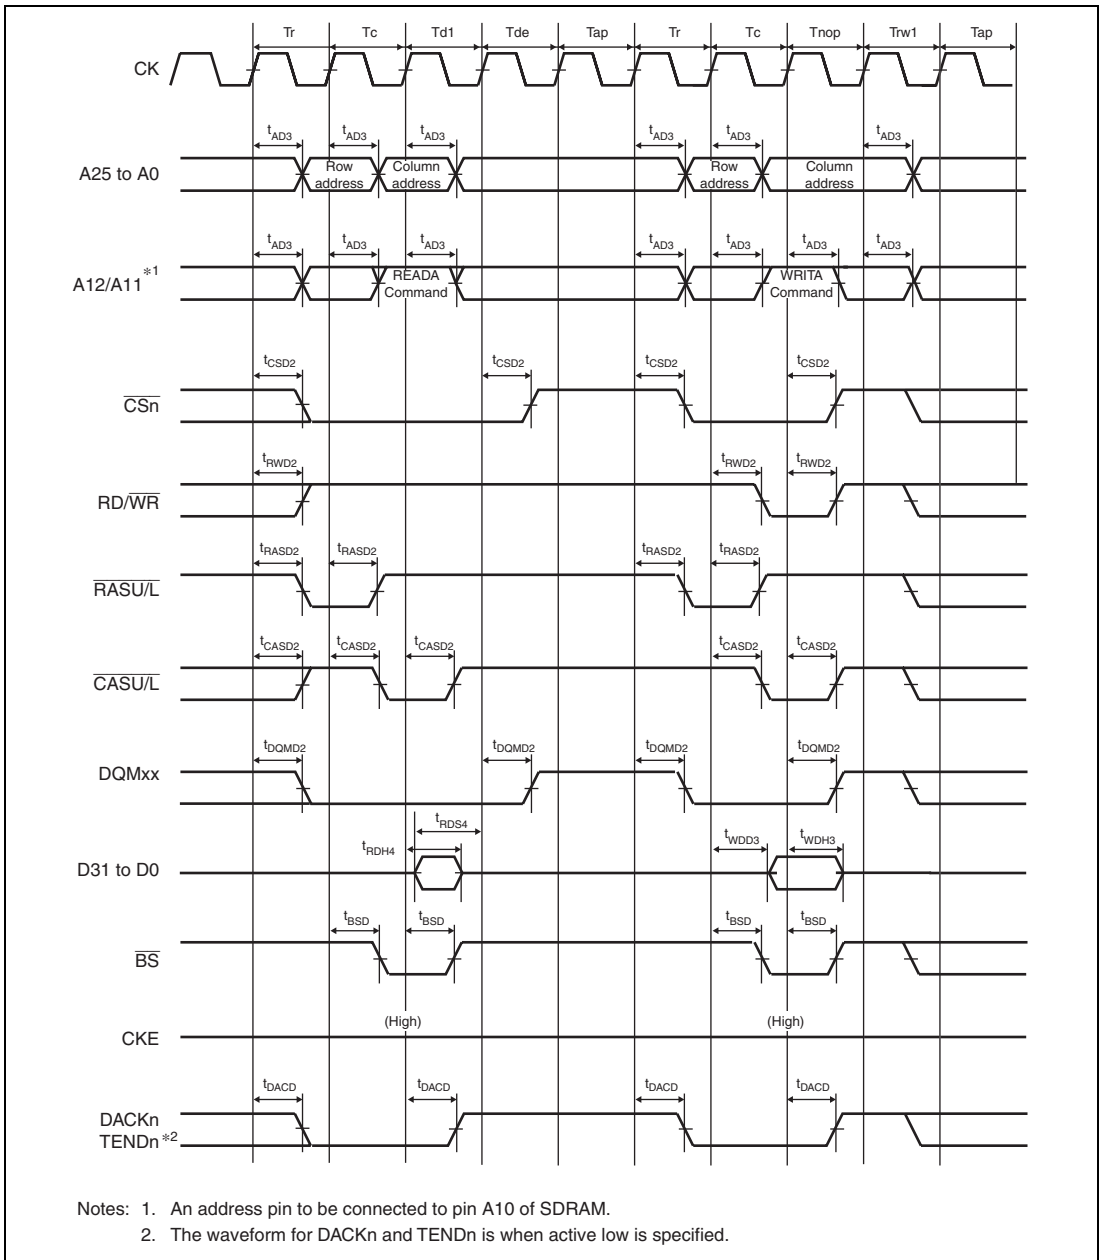 Tr Tc Td1 Tde Tap Tr Tc Tnop Trw1 Tap
CK
tAD3 tAD3 tAD3 tAD3 tAD3 tAD3
A25 to A0
Row address
Column address
Row address
Column address
tAD3 tAD3 tAD3 tAD3 tAD3 tAD3 tAD3
A12/A11 *1
READA Command
WRITA Command
tCSD2 tCSD2 tCSD2 tCSD2
CSn
tRWD2 tRWD2 tRWD2
RD/WR
tRASD2 tRASD2 tRASD2 tRASD2
RASU/L
tCASD2 tCASD2 tCASD2 tCASD2 tCASD2
CASU/L
tDQMD2 tDQMD2 tDQMD2 tDQMD2
DQMxx
tRDS4
tRDH4 tWDD3 tWDH3
D31 to D0
tBSD tBSD tBSD tBSD
BS
(High) (High)
CKE
tDACD tDACD tDACD tDACD
DACKn
TENDn *2
Notes: 1. An address pin to be connected to pin A10 of SDRAM.
2. The waveform for DACKn and TENDn is when active low is specified.